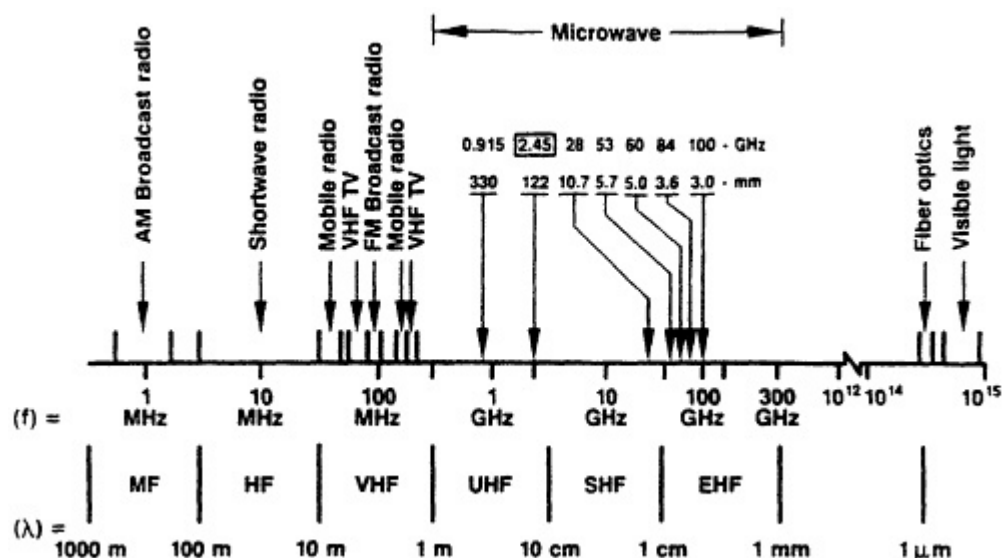 Microwave
AM Broadcast radio
Shortwave radio
Mobile radio
VHF TV
FM Broadcast radio
Mobile radio
VHF TV
0.915 2.45 28 53 60 84 100 - GHz
330 122 10.7 5.7 5.0 3.6 3.0 - mm
Fiber optics
Visible light
(f) = 1 MHz 10 MHz 100 MHz 1 GHz 10 GHz 100 GHz 300 GHz 10¹² 10¹⁴ 10¹⁵
MF HF VHF UHF SHF EHF
(λ) = 1000 m 100 m 10 m 1 m 10 cm 1 cm 1 mm 1 μm